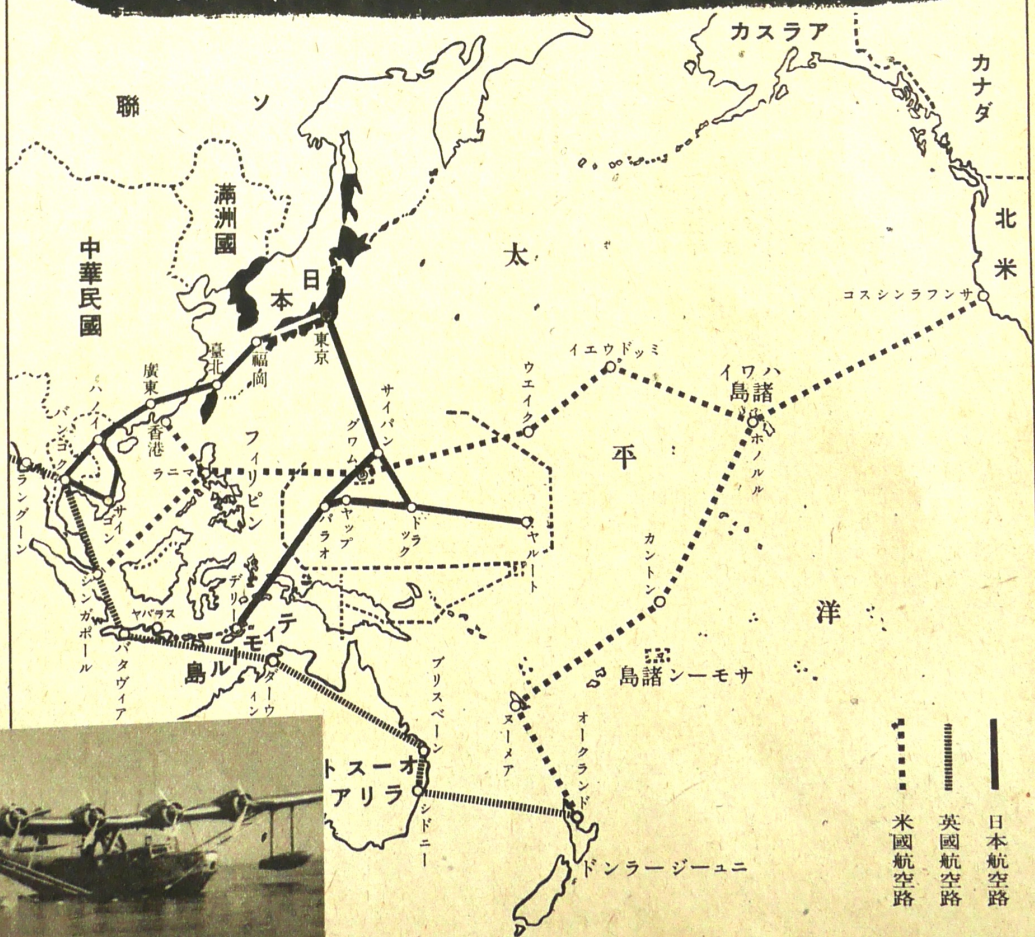 アラスカ
カナダ
ソ聯
滿洲國
中華民國
日本
北米
太平洋
サンフランシスコ
東京
福岡
臺北
廣東
香港
ハノイ
バンコク
ラングーン
サイゴン
シンガポール
バタヴィア
スラバヤ
マニラ
フィリピン
サイパン
グワム
パラオ
ヤップ
トラック
ヤルート
ウエイク
ミッドウエイ
ハワイ
諸島
ホノルル
カントン
サモーン諸島
デリー
テイモール島
ダーウィン
ブリスベーン
シドニー
オースト
ラリア
ヌーメア
オークランド
ニュージーランド
日本航空路
英國航空路
米國航空路